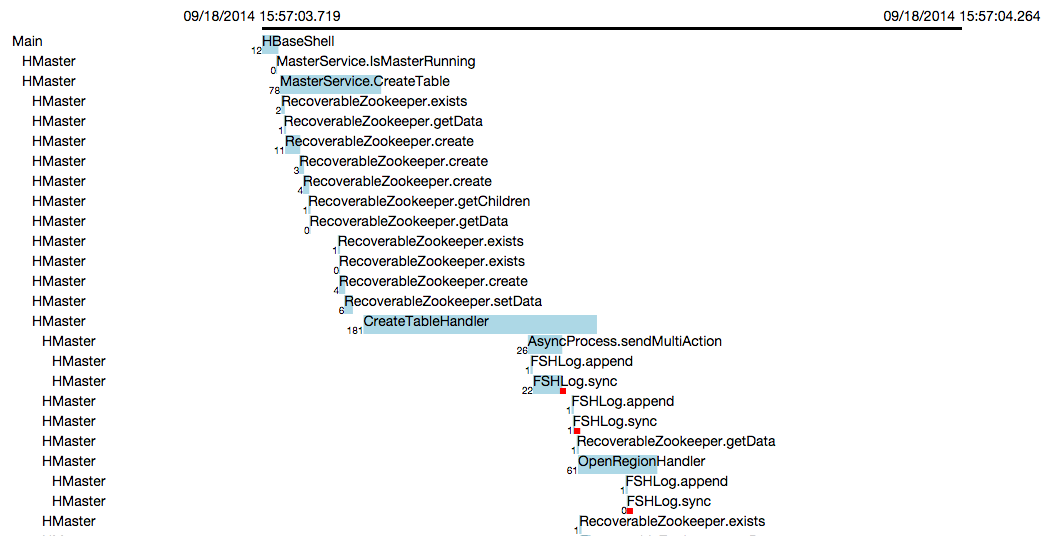 09/18/2014 15:57:03.719 09/18/2014 15:57:04.264
Main HBaseShell
12
HMaster MasterService.IsMasterRunning
0
HMaster MasterService.CreateTable
78
HMaster RecoverableZookeeper.exists
2
HMaster RecoverableZookeeper.getData
1
HMaster RecoverableZookeeper.create
11
HMaster RecoverableZookeeper.create
3
HMaster RecoverableZookeeper.create
4
HMaster RecoverableZookeeper.getChildren
1
HMaster RecoverableZookeeper.getData
0
HMaster RecoverableZookeeper.exists
1
HMaster RecoverableZookeeper.exists
0
HMaster RecoverableZookeeper.create
4
HMaster RecoverableZookeeper.setData
6
HMaster CreateTableHandler
181
HMaster AsyncProcess.sendMultiAction
26
HMaster FSHLog.append
1
HMaster FSHLog.sync
22
HMaster FSHLog.append
1
HMaster FSHLog.sync
1
HMaster RecoverableZookeeper.getData
1
HMaster OpenRegionHandler
61
HMaster FSHLog.append
1
HMaster FSHLog.sync
0
HMaster RecoverableZookeeper.exists
1